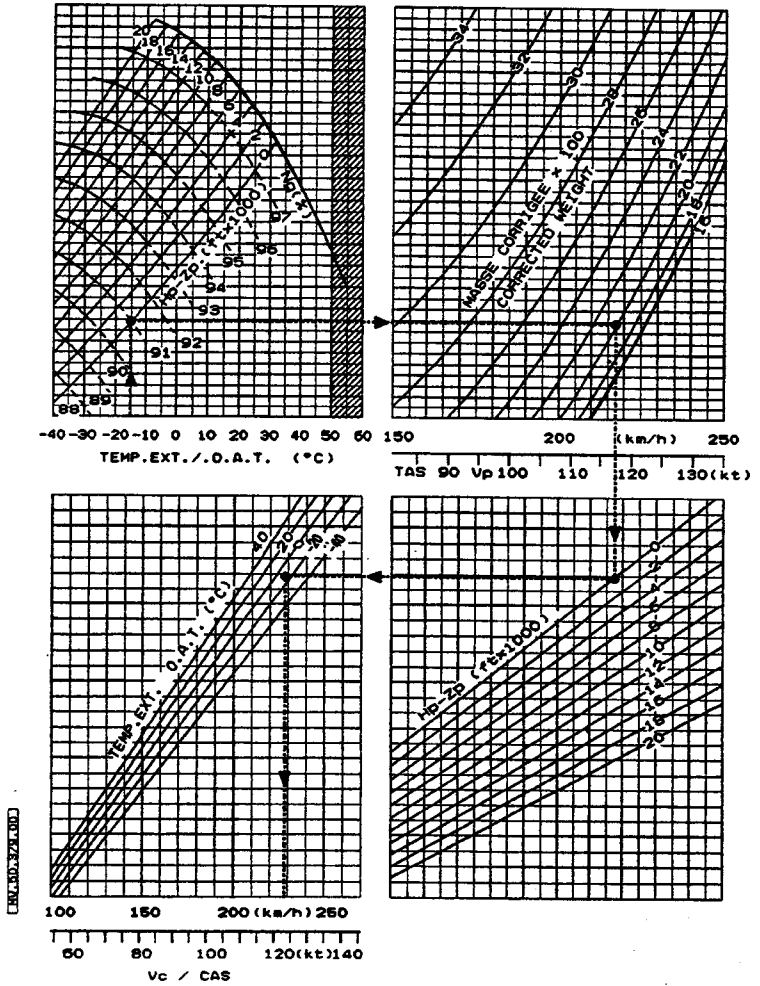 20 18 16 14 12 10 8 6 4 2 0
Hp-Zp.(ft×1000)
Ng(%)
97
96
95
94
93
92
91
90
89
88
-40 -30 -20 -10 0 10 20 30 40 50 60
TEMP.EXT./.O.A.T. (°C)
34
32
30
28
26
24
22
20
18
16
MASSE CORRIGEE × 100
CORRECTED WEIGHT
150 200 (km/h) 250
TAS 90 Vp 100 110 120 130(kt)
40 20 0 -20 -40
TEMP.EXT. O.A.T. (°C)
100 150 200 (km/h) 250
60 80 100 120(kt)140
Vc / CAS
Hp-Zp (ft×1000)
0
2
4
6
8
10
12
14
16
18
20